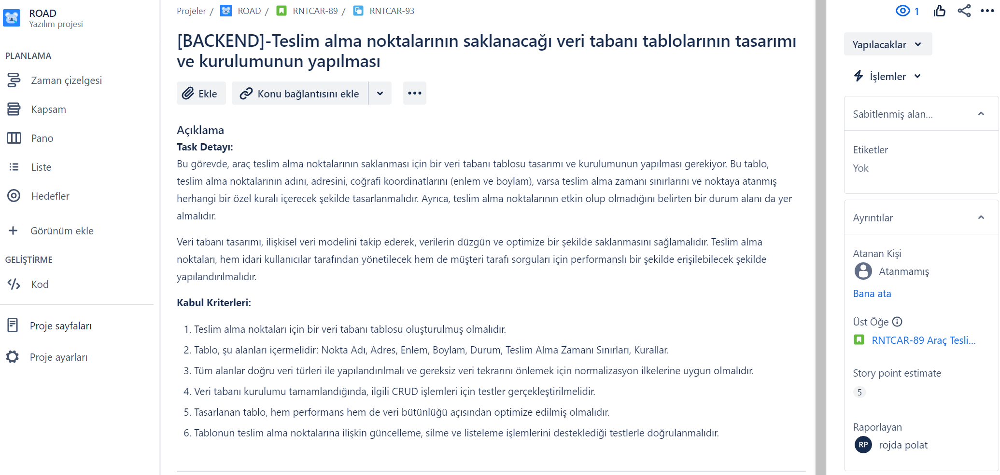 ROAD
Yazılım projesi
PLANLAMA
Zaman çizelgesi
Kapsam
Pano
Liste
Hedefler
Görünüm ekle
GELİŞTİRME
Kod
Proje sayfaları
Proje ayarları
Projeler / ROAD / RNTCAR-89 / RNTCAR-93
[BACKEND]-Teslim alma noktalarının saklanacağı veri tabanı tablolarının tasarımı
ve kurulumunun yapılması
Ekle
Konu bağlantısını ekle
Açıklama
Task Detayı:
Bu görevde, araç teslim alma noktalarının saklanması için bir veri tabanı tablosu tasarımı ve kurulumunun yapılması gerekiyor. Bu tablo,
teslim alma noktalarının adını, adresini, coğrafi koordinatlarını (enlem ve boylam), varsa teslim alma zamanı sınırlarını ve noktaya atanmış
herhangi bir özel kuralı içerecek şekilde tasarlanmalıdır. Ayrıca, teslim alma noktalarının etkin olup olmadığını belirten bir durum alanı da yer
almalıdır.
Veri tabanı tasarımı, ilişkisel veri modelini takip ederek, verilerin düzgün ve optimize bir şekilde saklanmasını sağlamalıdır. Teslim alma
noktaları, hem idari kullanıcılar tarafından yönetilecek hem de müşteri tarafı sorguları için performanslı bir şekilde erişilebilecek şekilde
yapılandırılmalıdır.
Kabul Kriterleri:
1. Teslim alma noktaları için bir veri tabanı tablosu oluşturulmuş olmalıdır.
2. Tablo, şu alanları içermelidir: Nokta Adı, Adres, Enlem, Boylam, Durum, Teslim Alma Zamanı Sınırları, Kurallar.
3. Tüm alanlar doğru veri türleri ile yapılandırılmalı ve gereksiz veri tekrarını önlemek için normalizasyon ilkelerine uygun olmalıdır.
4. Veri tabanı kurulumu tamamlandığında, ilgili CRUD işlemleri için testler gerçekleştirilmelidir.
5. Tasarlanan tablo, hem performans hem de veri bütünlüğü açısından optimize edilmiş olmalıdır.
6. Tablonun teslim alma noktalarına ilişkin güncelleme, silme ve listeleme işlemlerini desteklediği testlerle doğrulanmalıdır.
1
Yapılacaklar
İşlemler
Sabitlenmiş alan...
Etiketler
Yok
Ayrıntılar
Atanan Kişi
Atanmamış
Bana ata
Üst Öğe
RNTCAR-89 Araç Tesli...
Story point estimate
5
Raporlayan
RP rojda polat